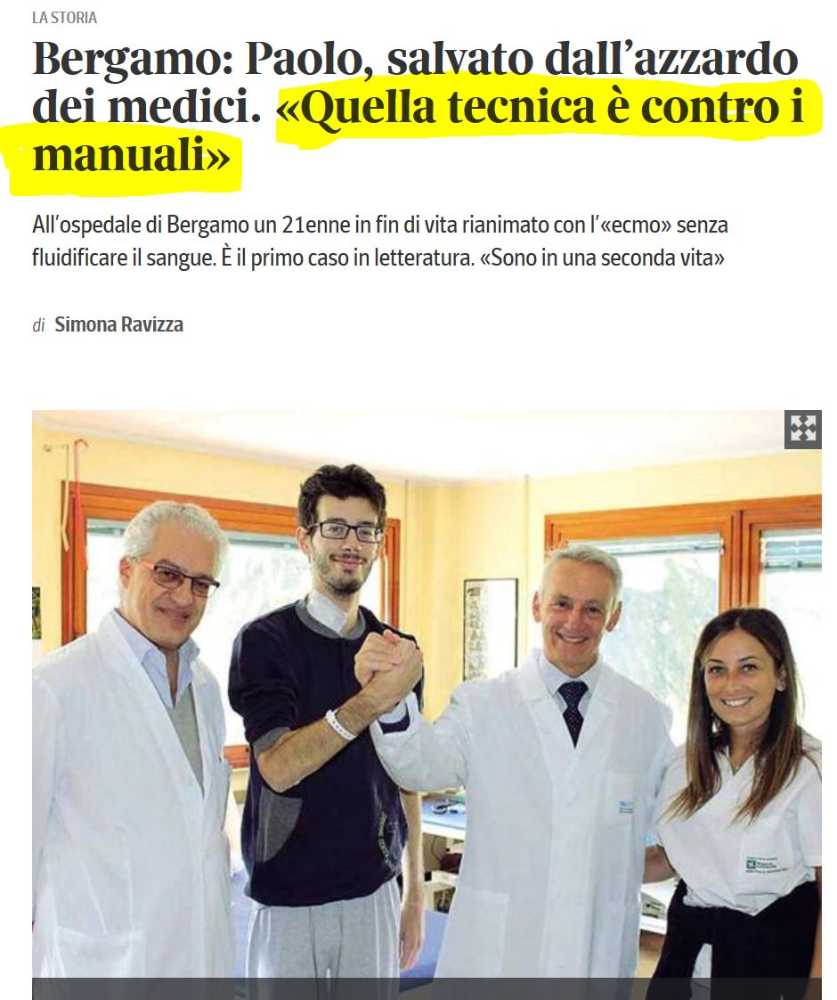 LA STORIA
Bergamo: Paolo, salvato dall’azzardo
dei medici. «Quella tecnica è contro i
manuali»
All’ospedale di Bergamo un 21enne in fin di vita rianimato con l’«ecmo» senza
fluidificare il sangue. È il primo caso in letteratura. «Sono in una seconda vita»
di Simona Ravizza